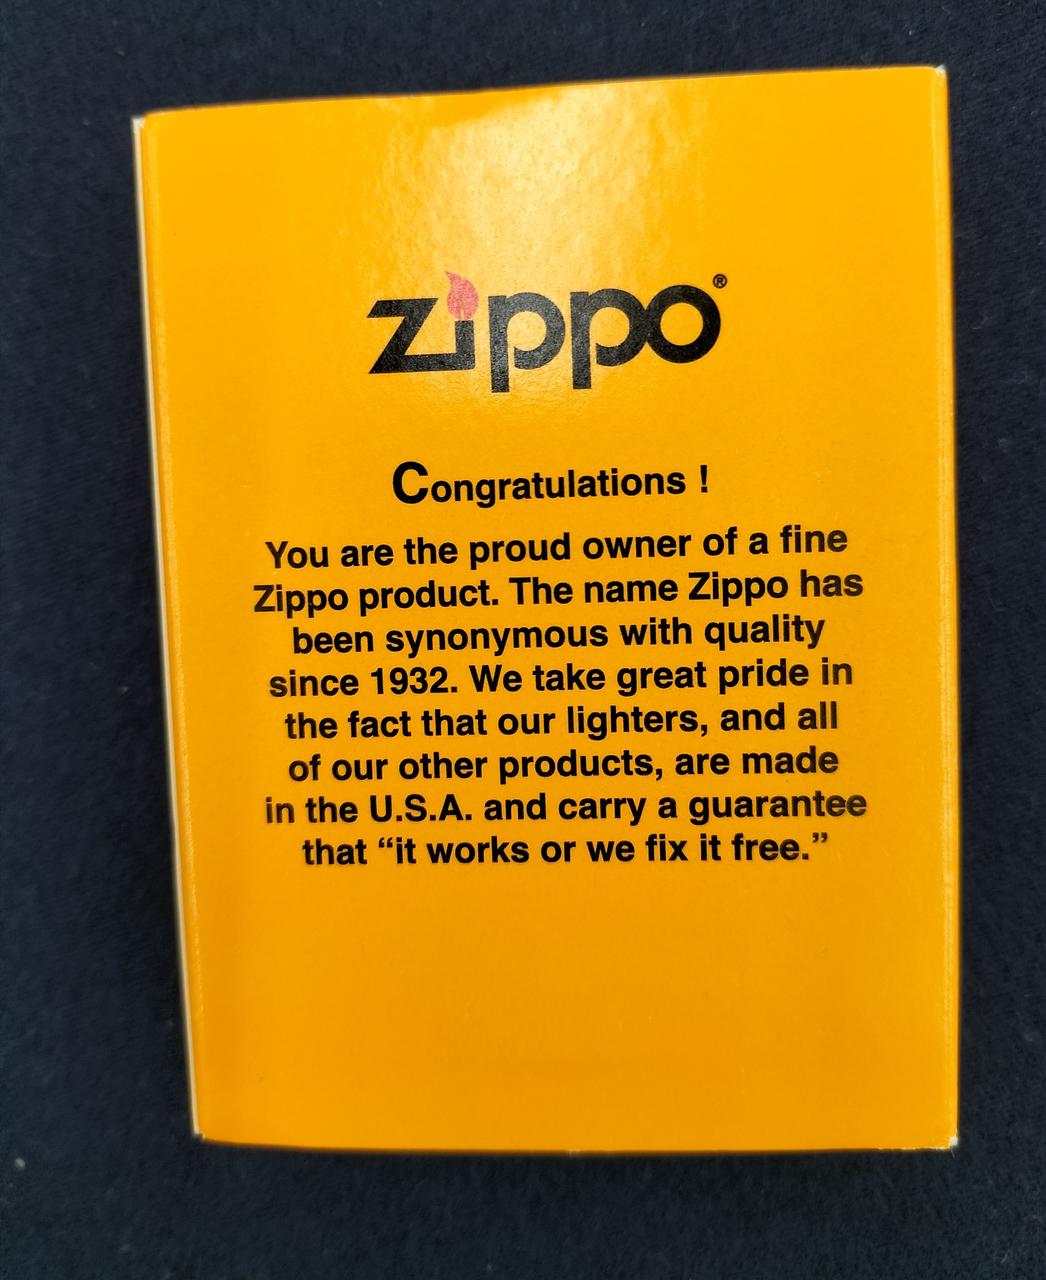 Zippo®
Congratulations !
You are the proud owner of a fine
Zippo product. The name Zippo has
been synonymous with quality
since 1932. We take great pride in
the fact that our lighters, and all
of our other products, are made
in the U.S.A. and carry a guarantee
that “it works or we fix it free.”